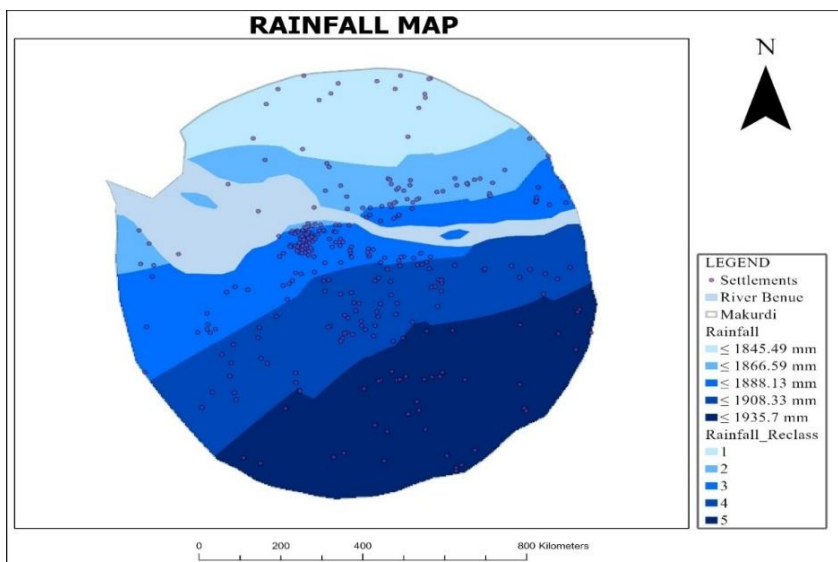 RAINFALL MAP
N
LEGEND
Settlements
River Benue
Makurdi
Rainfall
≤ 1845.49 mm
≤ 1866.59 mm
≤ 1888.13 mm
≤ 1908.33 mm
≤ 1935.7 mm
Rainfall_Reclass
1
2
3
4
5
0 200 400 800 Kilometers